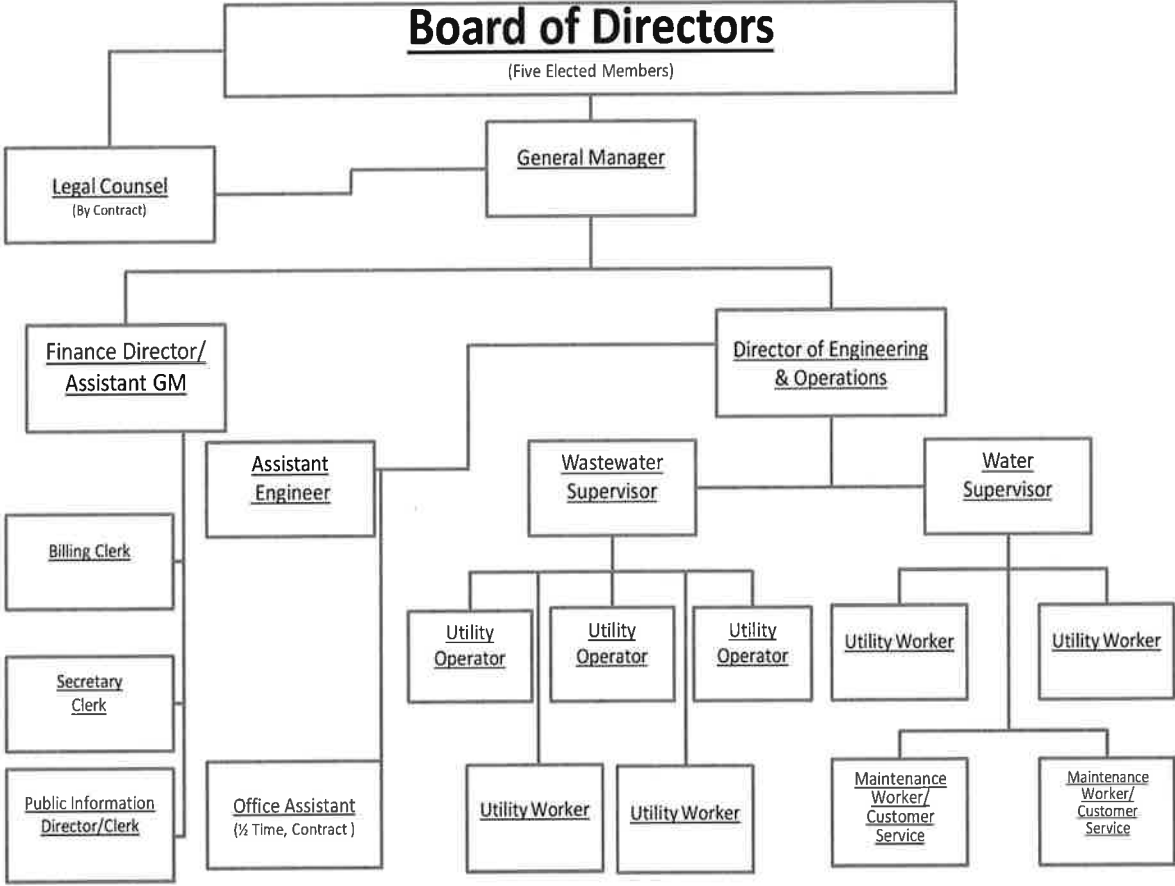 Board of Directors
(Five Elected Members)
General Manager
Legal Counsel
(By Contract)
Finance Director/
Assistant GM
Director of Engineering
& Operations
Assistant
Engineer
Wastewater
Supervisor
Water
Supervisor
Billing Clerk
Utility
Operator
Utility
Operator
Utility
Operator
Utility Worker
Utility Worker
Secretary
Clerk
Public Information
Director/Clerk
Office Assistant
(½ Time, Contract )
Utility Worker
Utility Worker
Maintenance
Worker/
Customer
Service
Maintenance
Worker/
Customer
Service